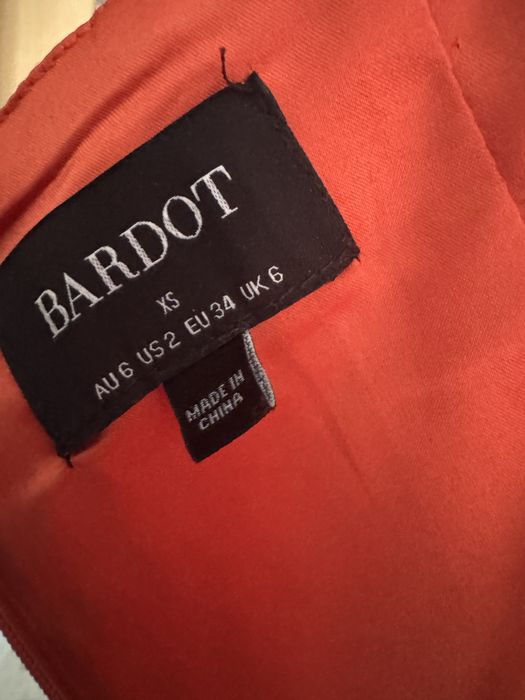 BARDOT
XS
AU 6 US 2 EU 34 UK 6
MADE IN
CHINA